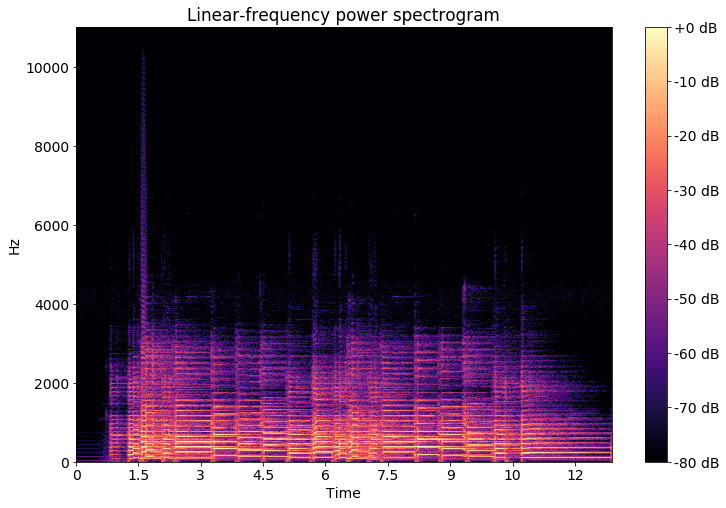 Linear-frequency power spectrogram
+0 dB
10000
-10 dB
8000
-20 dB
-30 dB
6000
Hz
-40 dB
4000
-50 dB
-60 dB
2000
-70 dB
0
-80 dB
0 1.5 3 4.5 6 7.5 9 10 12
Time